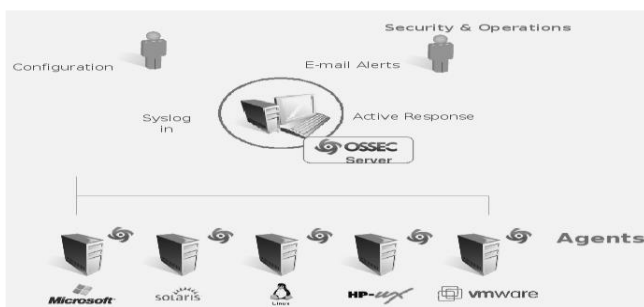 Security & Operations
Configuration
E-mail Alerts
Syslog
in
Active Response
OSSEC
Server
Agents
Microsoft
solaris
Linux
HP-UX
vmware